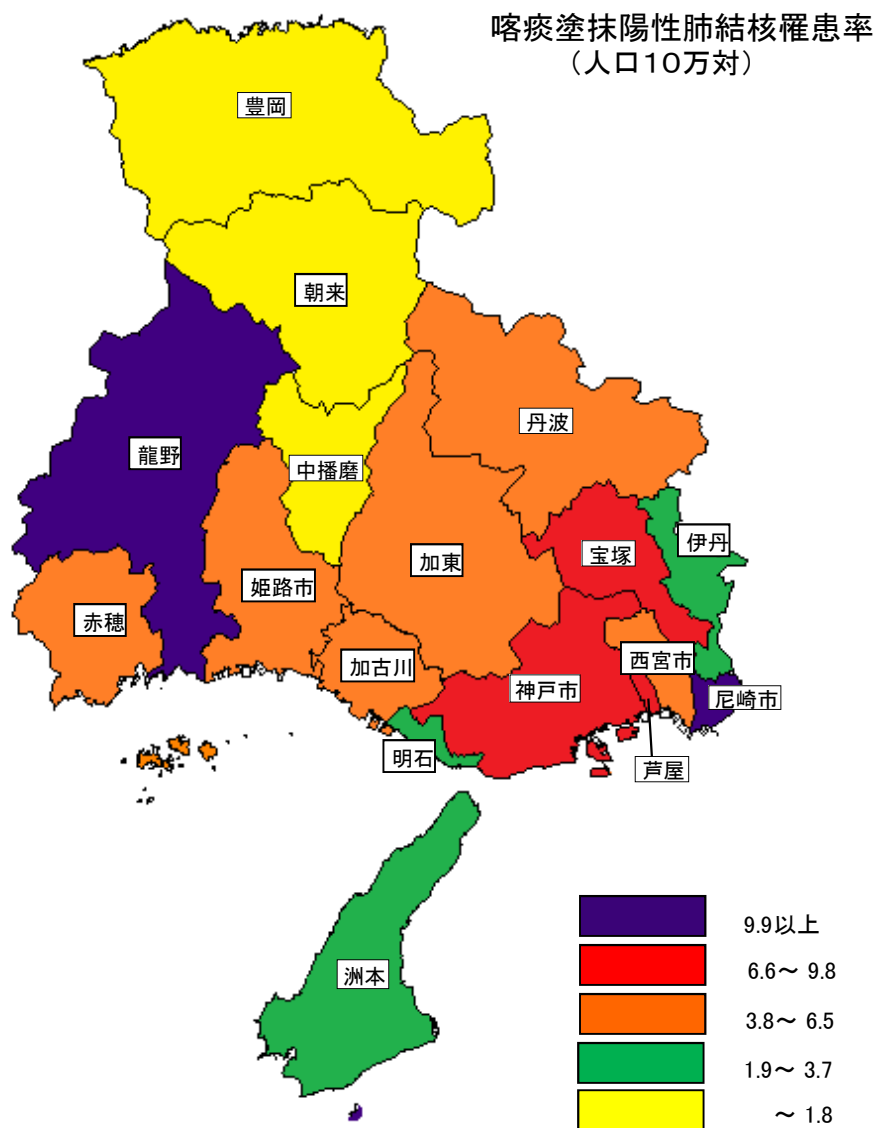 喀痰塗抹陽性肺結核罹患率
（人口10万対）
豊岡
朝来
丹波
龍野
中播磨
伊丹
宝塚
加東
姫路市
赤穂
西宮市
加古川
神戸市
尼崎市
明石
芦屋
洲本
9.9以上
6.6～ 9.8
3.8～ 6.5
1.9～ 3.7
～ 1.8